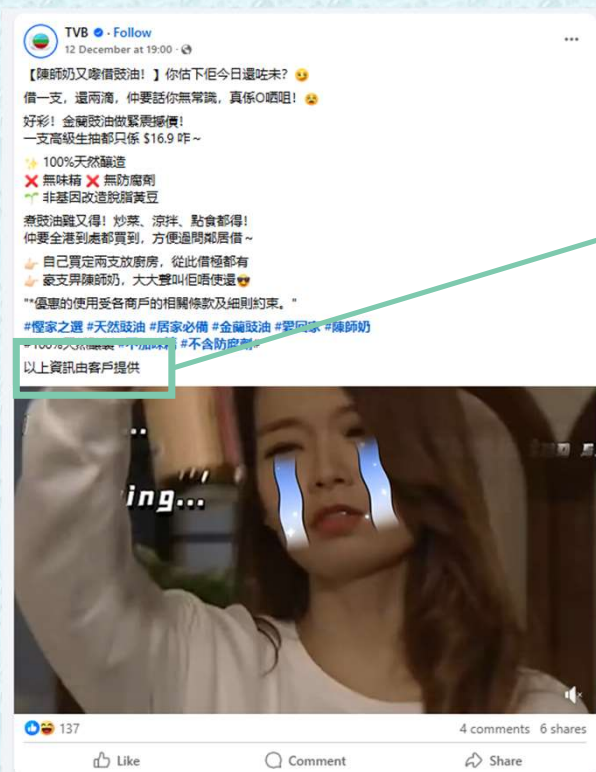 TVB · Follow
12 December at 19:00 ·
【陳師奶又嚟借豉油！】你估下佢今日還咗未？😏
借一支，還兩滴，仲要話你無常識，真係O晒咀！😫
好彩！金蘭豉油做緊震撼價！
一支高級生抽都只係 $16.9 咋～
✨ 100%天然釀造
❌ 無味精 ❌ 無防腐劑
🌱 非基因改造脫脂黃豆
煮豉油雞又得！炒菜、涼拌、點食都得！
仲要全港到處都買到，方便過問鄰居借～
👉🏻 自己買定兩支放廚房，從此借極都有
👉🏻 豪支畀陳師奶，大大聲叫佢唔使還😎
"*優惠的使用受各商戶的相關條款及細則約束。"
#慳家之選 #天然豉油 #居家必備 #金蘭豉油 #愛回家 #陳師奶
#不含防腐劑
以上資訊由客戶提供
ing...
137
4 comments 6 shares
Like Comment Share